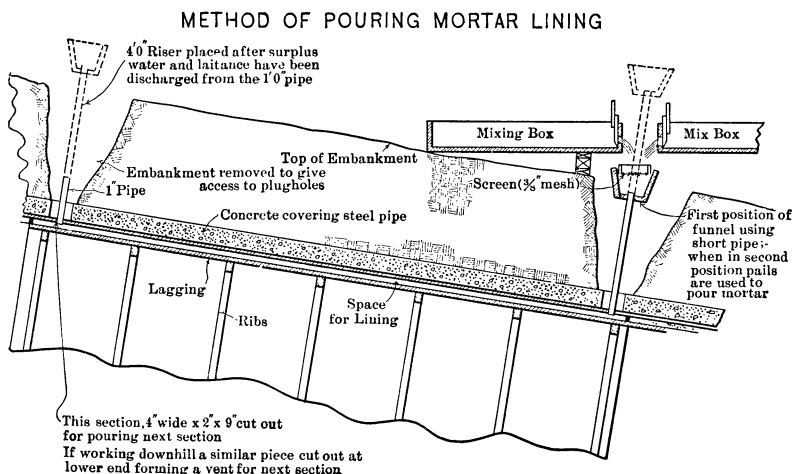 METHOD OF POURING MORTAR LINING
4'0" Riser placed after surplus
water and laitance have been
discharged from the 1'0" pipe
Mixing Box
Mix Box
Top of Embankment
Embankment removed to give
access to plugholes
1" Pipe
Screen (3/8" mesh)
Concrete covering steel pipe
First position of
funnel using
short pipe;-
when in second
position pails
are used to
pour mortar
Lagging
Space
for Lining
Ribs
This section, 4" wide x 2" x 9" cut out
for pouring next section
If working downhill a similar piece cut out at
lower end forming a vent for next section